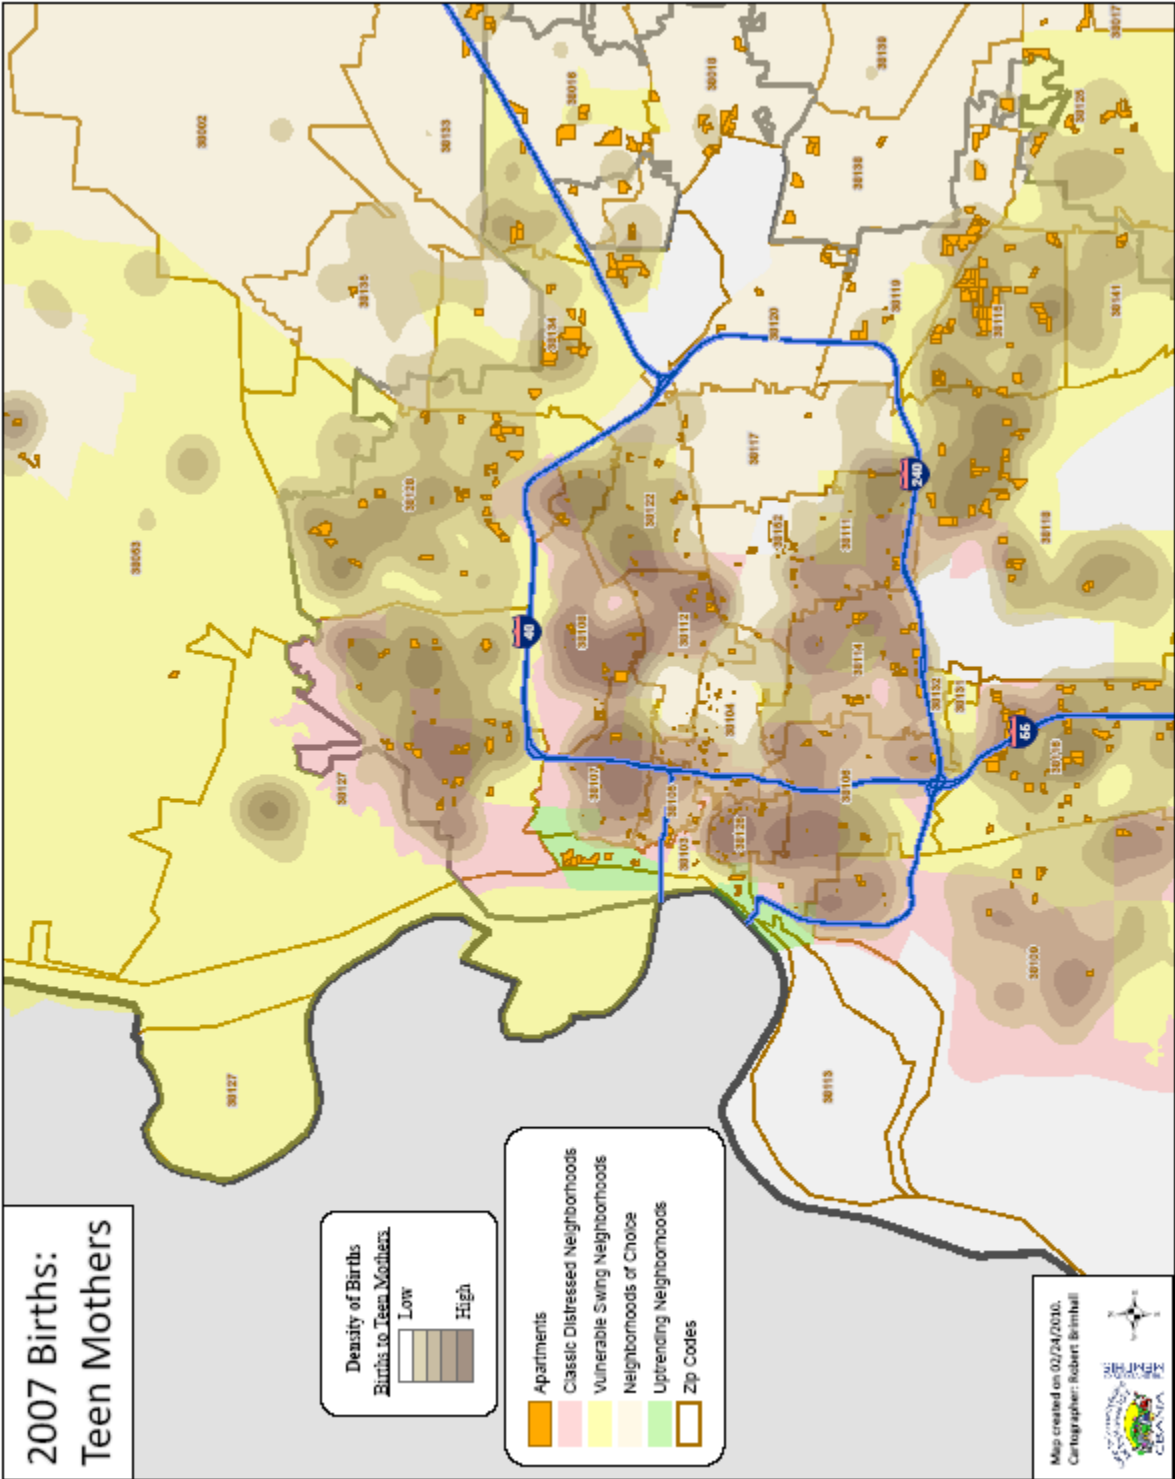 2007 Births:
Teen Mothers
Density of Births
Births to Teen Mothers
Low
High
Apartments
Classic Distressed Neighborhoods
Vulnerable Swing Neighborhoods
Neighborhoods of Choice
Uptrending Neighborhoods
Zip Codes
Map created on 02/24/2010.
Cartographer: Robert Brimhall
CBANA
MEMPHIS
38002
38133
38016
38018
38139
38017
38135
38134
38138
38125
38053
38128
38120
38119
38115
38141
38122
38117
38152
38111
38118
40
240
38108
38112
38114
38127
38107
38104
38132
38131
55
38105
38106
38116
38103
38126
38109
38127
38113